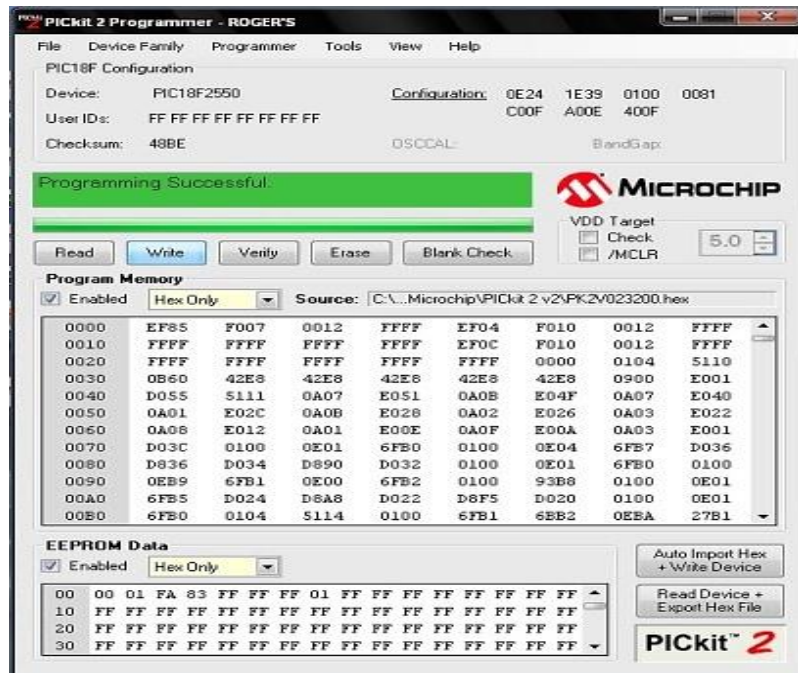 PICkit 2 Programmer - ROGER'S
File Device Family Programmer Tools View Help
PIC18F Configuration
Device: PIC18F2550 Configuration: 0E24 1E39 0100 0081
C00F A00E 400F
User IDs: FF FF FF FF FF FF FF FF
Checksum: 48BE OSCCAL: BandGap:
Programming Successful.
MICROCHIP
VDD Target
Check
/MCLR
5.0
Read Write Verify Erase Blank Check
Program Memory
Enabled Hex Only Source: C:\...Microchip\PICkit 2 v2\PK2V023200.hex
0000 EF85 F007 0012 FFFF EF04 F010 0012 FFFF
0010 FFFF FFFF FFFF FFFF EF0C F010 0012 FFFF
0020 FFFF FFFF FFFF FFFF FFFF 0000 0104 5110
0030 0B60 42E8 42E8 42E8 42E8 42E8 0900 E001
0040 D055 5111 0A07 E051 0A0B E04F 0A07 E040
0050 0A01 E02C 0A0B E028 0A02 E026 0A03 E022
0060 0A08 E012 0A01 E00E 0A0F E00A 0A03 E001
0070 D03C 0100 0E01 6FB0 0100 0E04 6FB7 D036
0080 D836 D034 D890 D032 0100 0E01 6FB0 0100
0090 0EB9 6FB1 0E00 6FB2 0100 93B8 0100 0E01
00A0 6FB5 D024 D8A8 D022 D8F5 D020 0100 0E01
00B0 6FB0 0104 5114 0100 6FB1 6BB2 0EBA 27B1
EEPROM Data
Enabled Hex Only
00 00 01 FA 83 FF FF FF 01 FF FF FF FF FF FF FF FF
10 FF FF FF FF FF FF FF FF FF FF FF FF FF FF FF FF
20 FF FF FF FF FF FF FF FF FF FF FF FF FF FF FF FF
30 FF FF FF FF FF FF FF FF FF FF FF FF FF FF FF FF
Auto Import Hex
+ Write Device
Read Device +
Export Hex File
PICkit™ 2